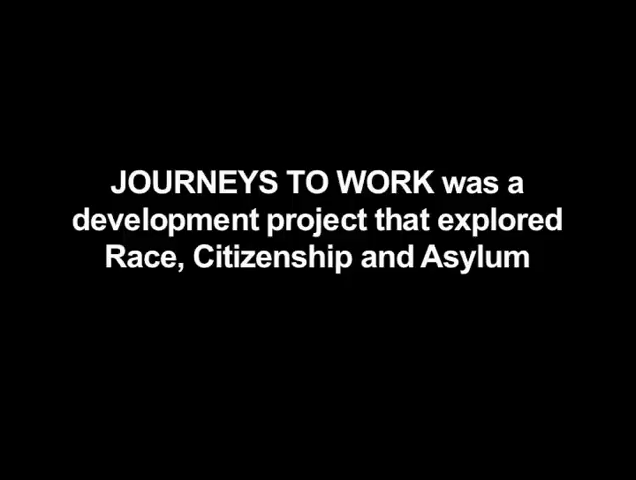 JOURNEYS TO WORK was a
development project that explored
Race, Citizenship and Asylum